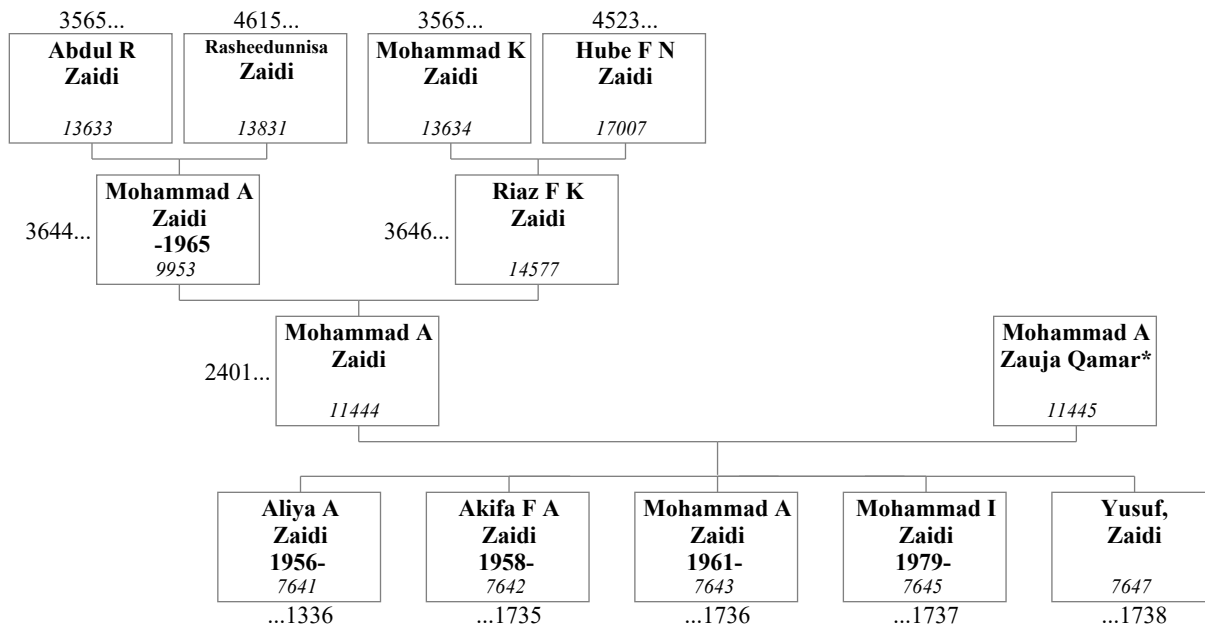 3565...
4615...
3565...
4523...
Abdul R
Zaidi
13633
Rasheedunnisa
Zaidi
13831
Mohammad K
Zaidi
13634
Hube F N
Zaidi
17007
3644...
Mohammad A
Zaidi
-1965
9953
3646...
Riaz F K
Zaidi
14577
2401...
Mohammad A
Zaidi
11444
Mohammad A
Zauja Qamar*
11445
Aliya A
Zaidi
1956-
7641
Akifa F A
Zaidi
1958-
7642
Mohammad A
Zaidi
1961-
7643
Mohammad I
Zaidi
1979-
7645
Yusuf,
Zaidi
7647
...1336
...1735
...1736
...1737
...1738